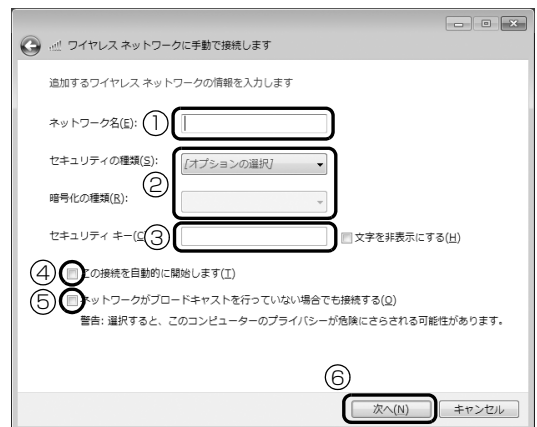 ワイヤレス ネットワークに手動で接続します
追加するワイヤレス ネットワークの情報を入力します
ネットワーク名(E): ①
セキュリティの種類(S): [オプションの選択]
②
暗号化の種類(R):
セキュリティ キー(C ③ 文字を非表示にする(H)
④ この接続を自動的に開始します(T)
⑤ ネットワークがブロードキャストを行っていない場合でも接続する(O)
警告: 選択すると、このコンピューターのプライバシーが危険にさらされる可能性があります。
⑥
次へ(N) キャンセル